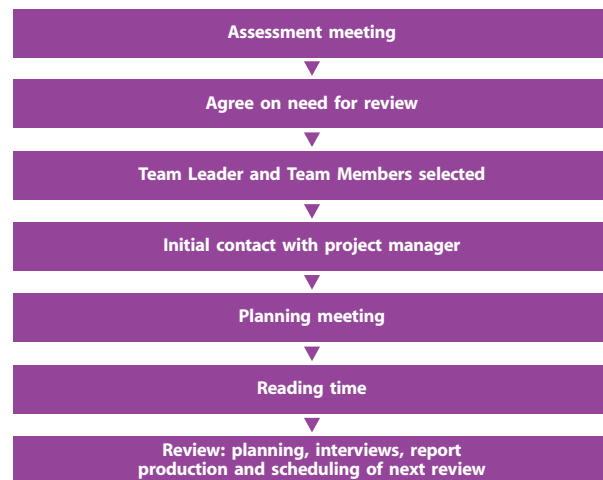 Assessment meeting
Agree on need for review
Team Leader and Team Members selected
Initial contact with project manager
Planning meeting
Reading time
Review: planning, interviews, report
production and scheduling of next review